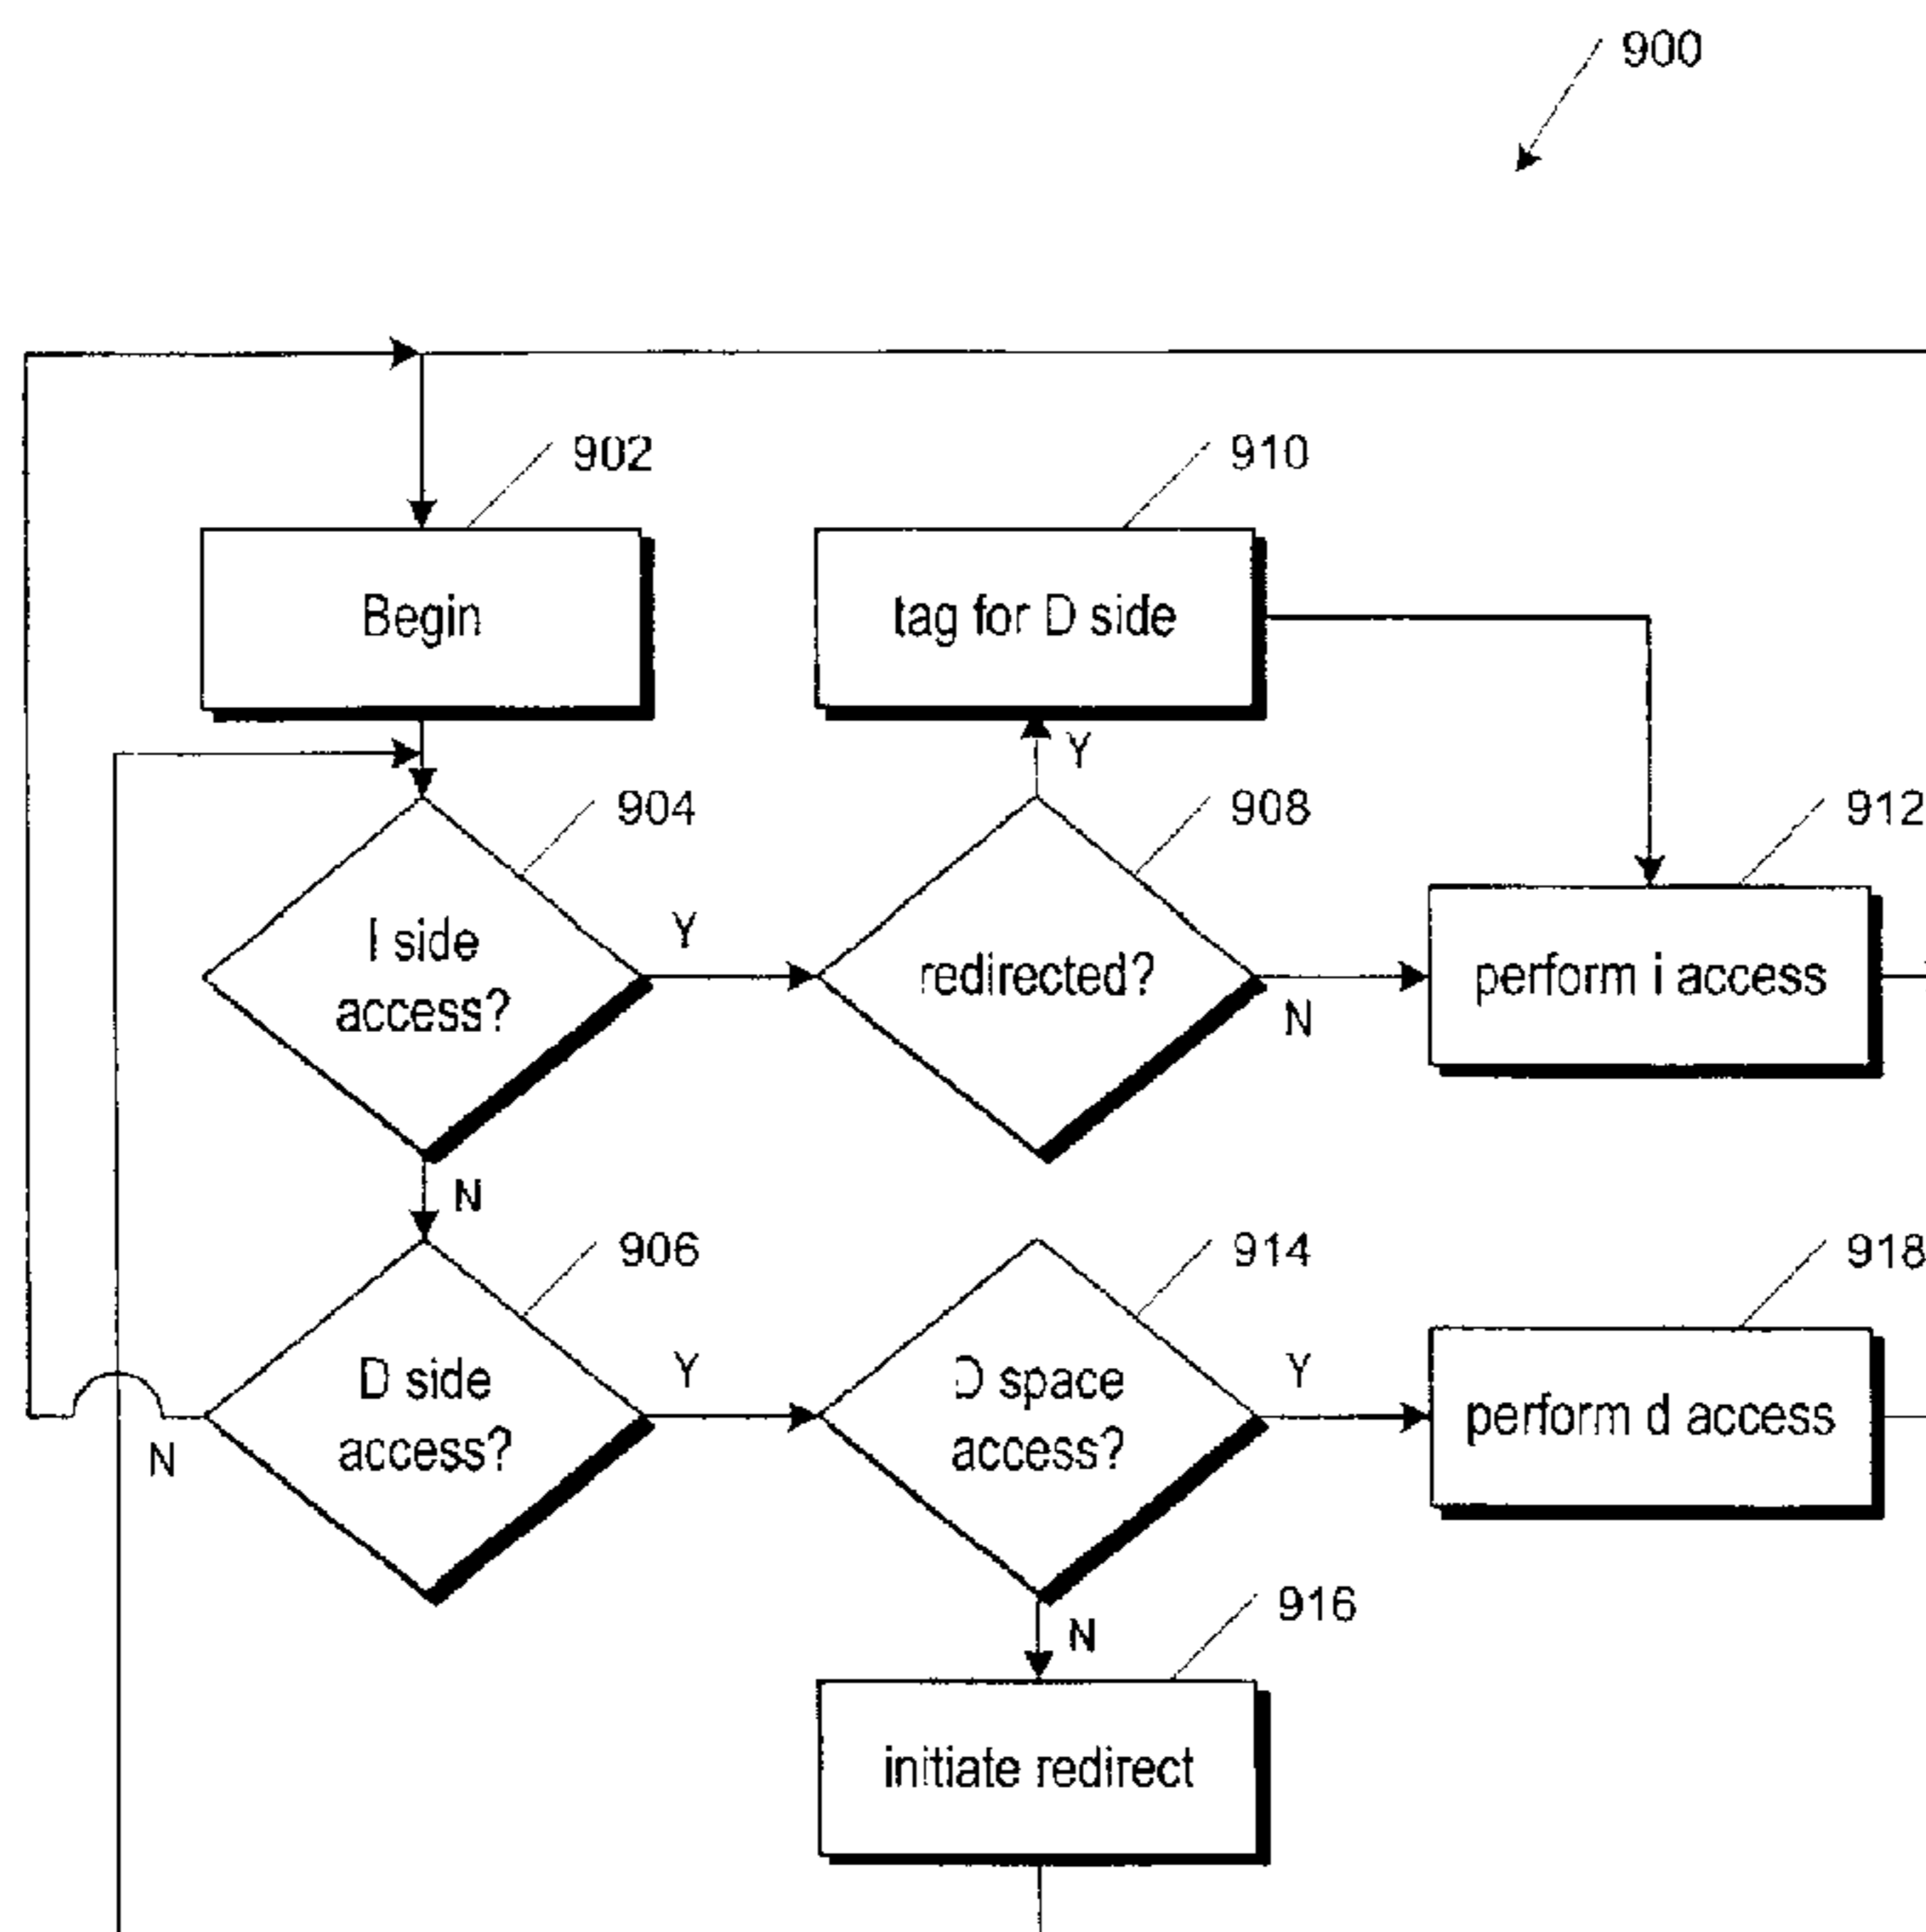 900
902
Begin
910
tag for D side
Y
904
I side
access?
Y
908
redirected?
N
912
perform i access
N
906
D side
access?
Y
N
914
D space
access?
Y
918
perform d access
N
916
initiate redirect